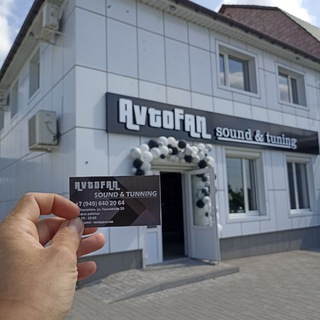 AvtoFan
sound & tuning
AvtoFan
SOUND & TUNNING
+7 (949) 640 20 64